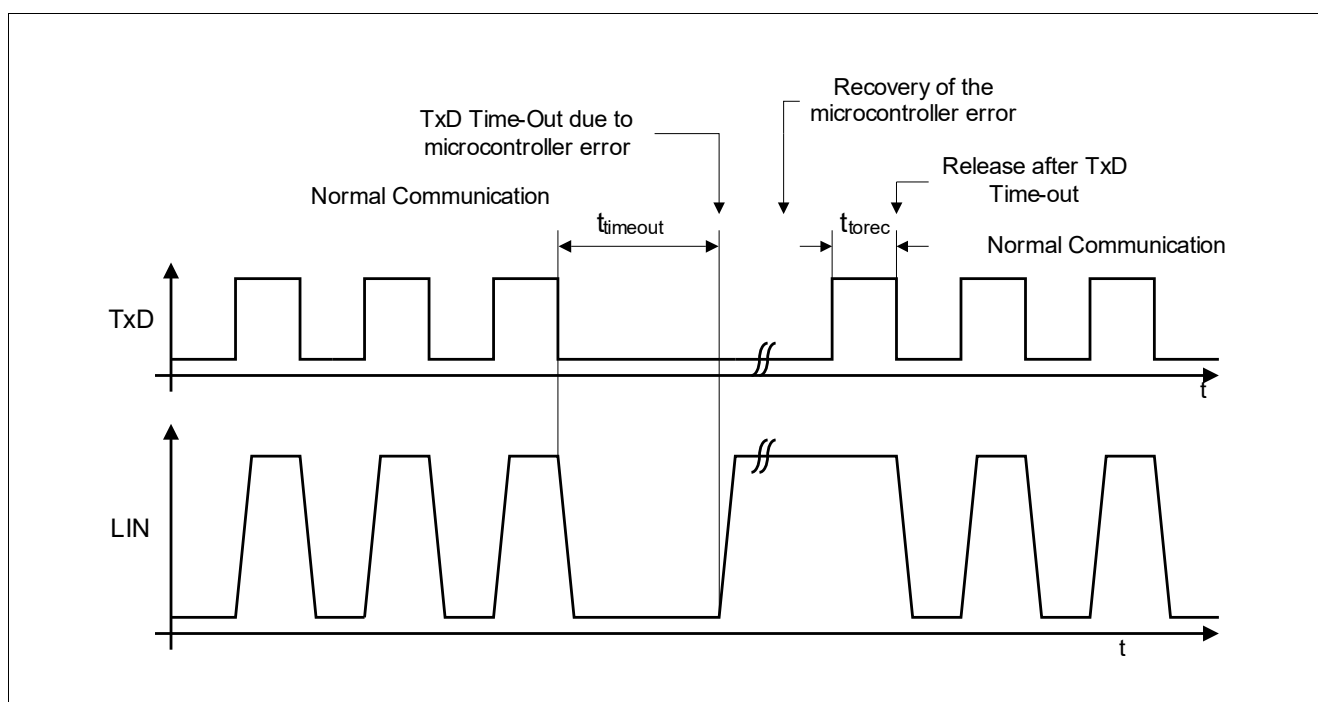 Recovery of the
microcontroller error
TxD Time-Out due to
microcontroller error
Release after TxD
Time-out
Normal Communication
ttimeout
ttorec
Normal Communication
TxD
t
LIN
t